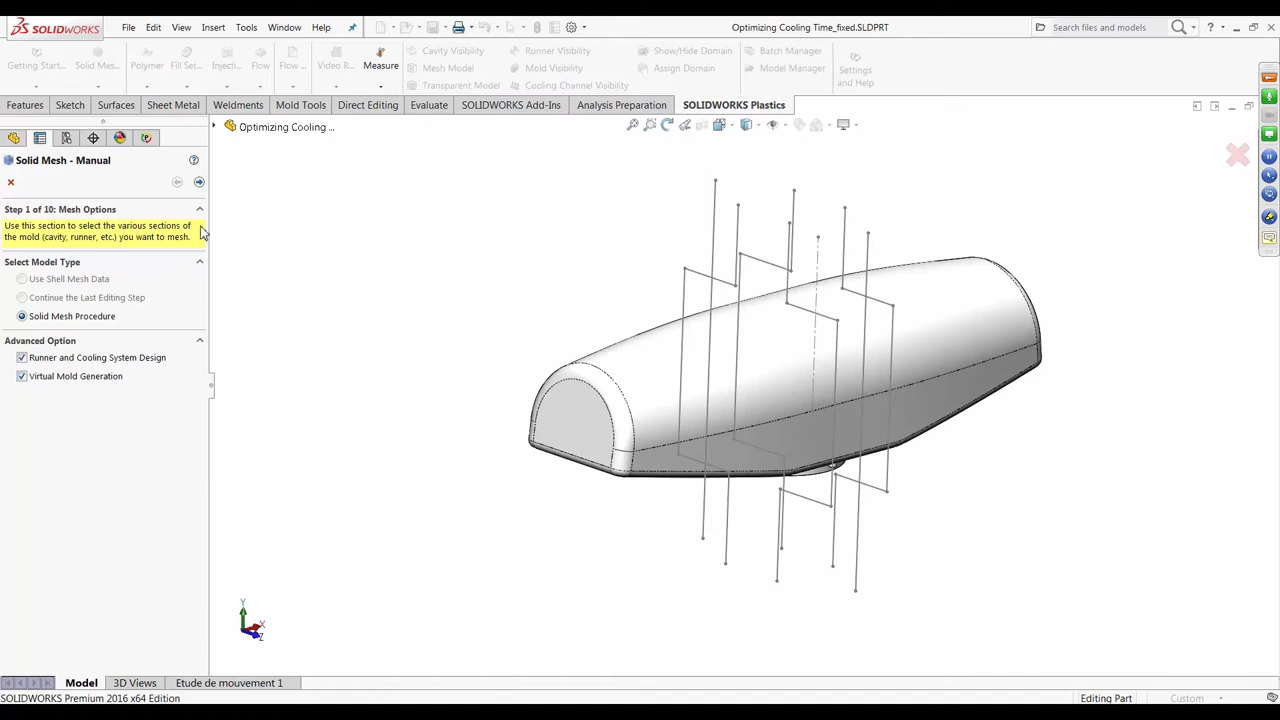 SOLIDWORKS File Edit View Insert Tools Window Help Optimizing Cooling Time_fixed.SLDPRT Search files and models ?
Getting Start... Solid Mes... Polymer Fill Set... Injecti... Flow Flow ... Video R... Measure
Cavity Visibility Runner Visibility Show/Hide Domain Batch Manager
Mesh Model Mold Visibility Assign Domain Model Manager
Transparent Model Cooling Channel Visibility
Settings and Help
Features Sketch Surfaces Sheet Metal Weldments Mold Tools Direct Editing Evaluate SOLIDWORKS Add-Ins Analysis Preparation SOLIDWORKS Plastics
Optimizing Cooling ...
Solid Mesh - Manual ?
Step 1 of 10: Mesh Options
Use this section to select the various sections of
the mold (cavity, runner, etc.) you want to mesh.
Select Model Type
Use Shell Mesh Data
Continue the Last Editing Step
Solid Mesh Procedure
Advanced Option
Runner and Cooling System Design
Virtual Mold Generation
Y
X
Z
Model 3D Views Etude de mouvement 1
SOLIDWORKS Premium 2016 x64 Edition Editing Part Custom